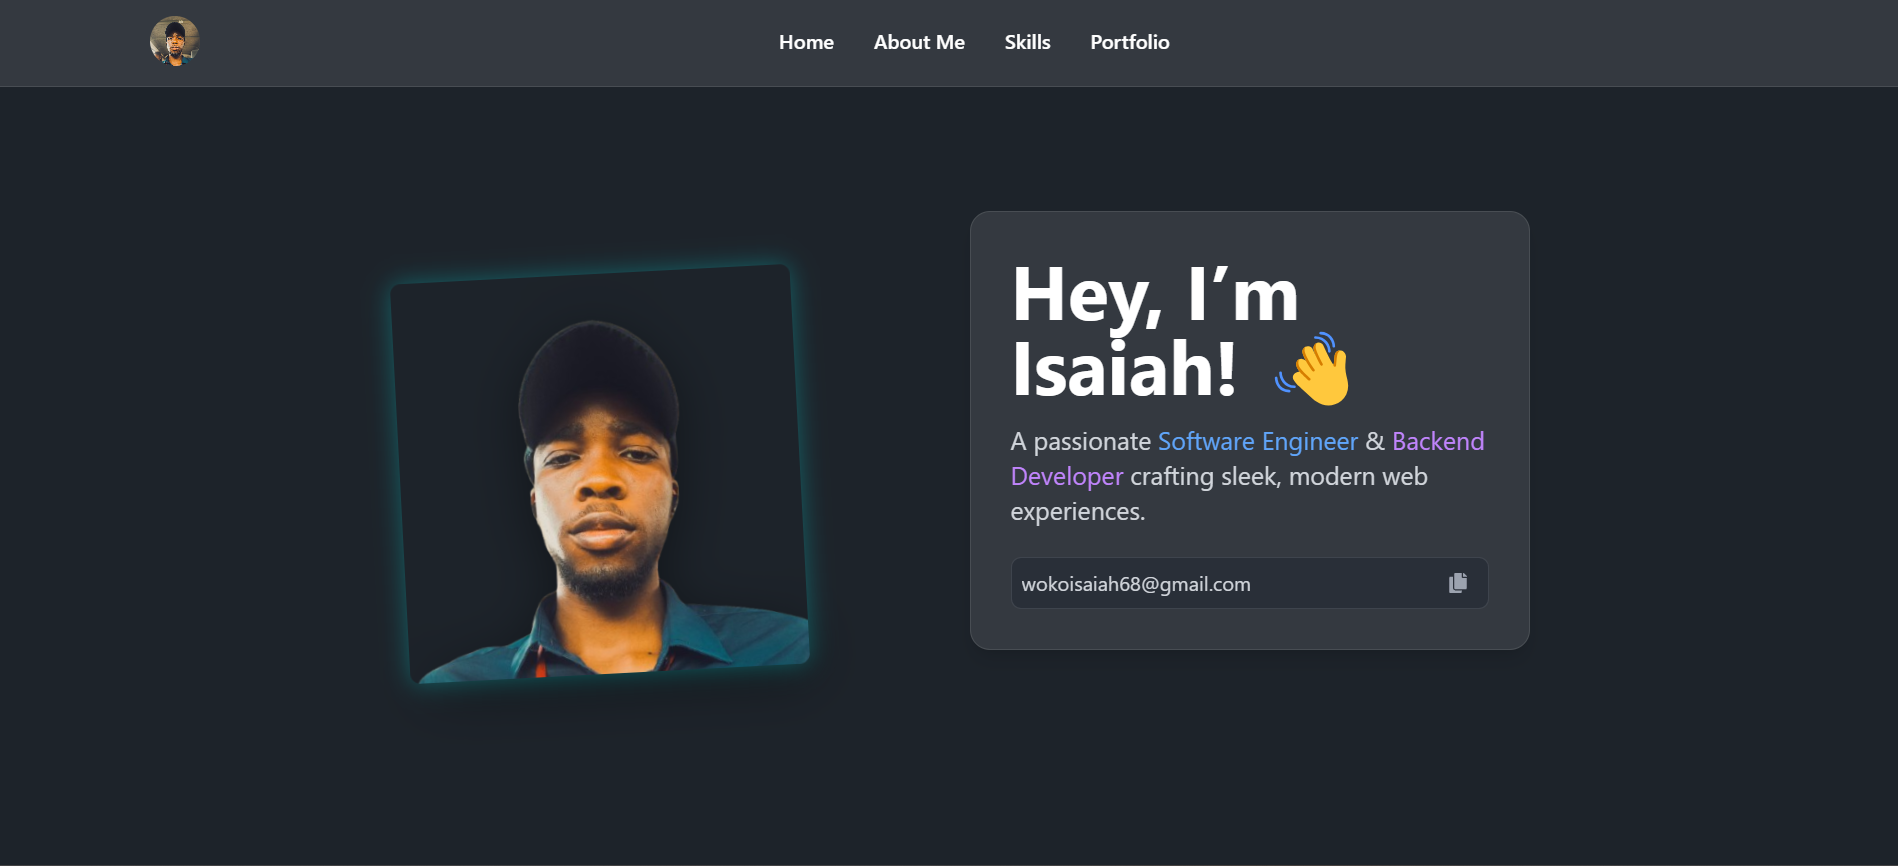 Home About Me Skills Portfolio
Hey, I’m
Isaiah!
A passionate Software Engineer & Backend
Developer crafting sleek, modern web
experiences.
wokoisaiah68@gmail.com